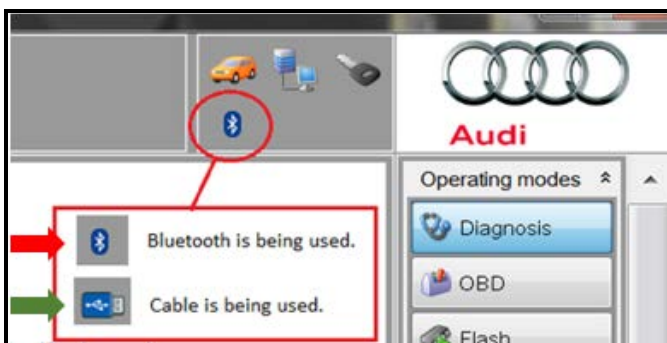 Audi
Operating modes
Diagnosis
OBD
Flash
Bluetooth is being used.
Cable is being used.